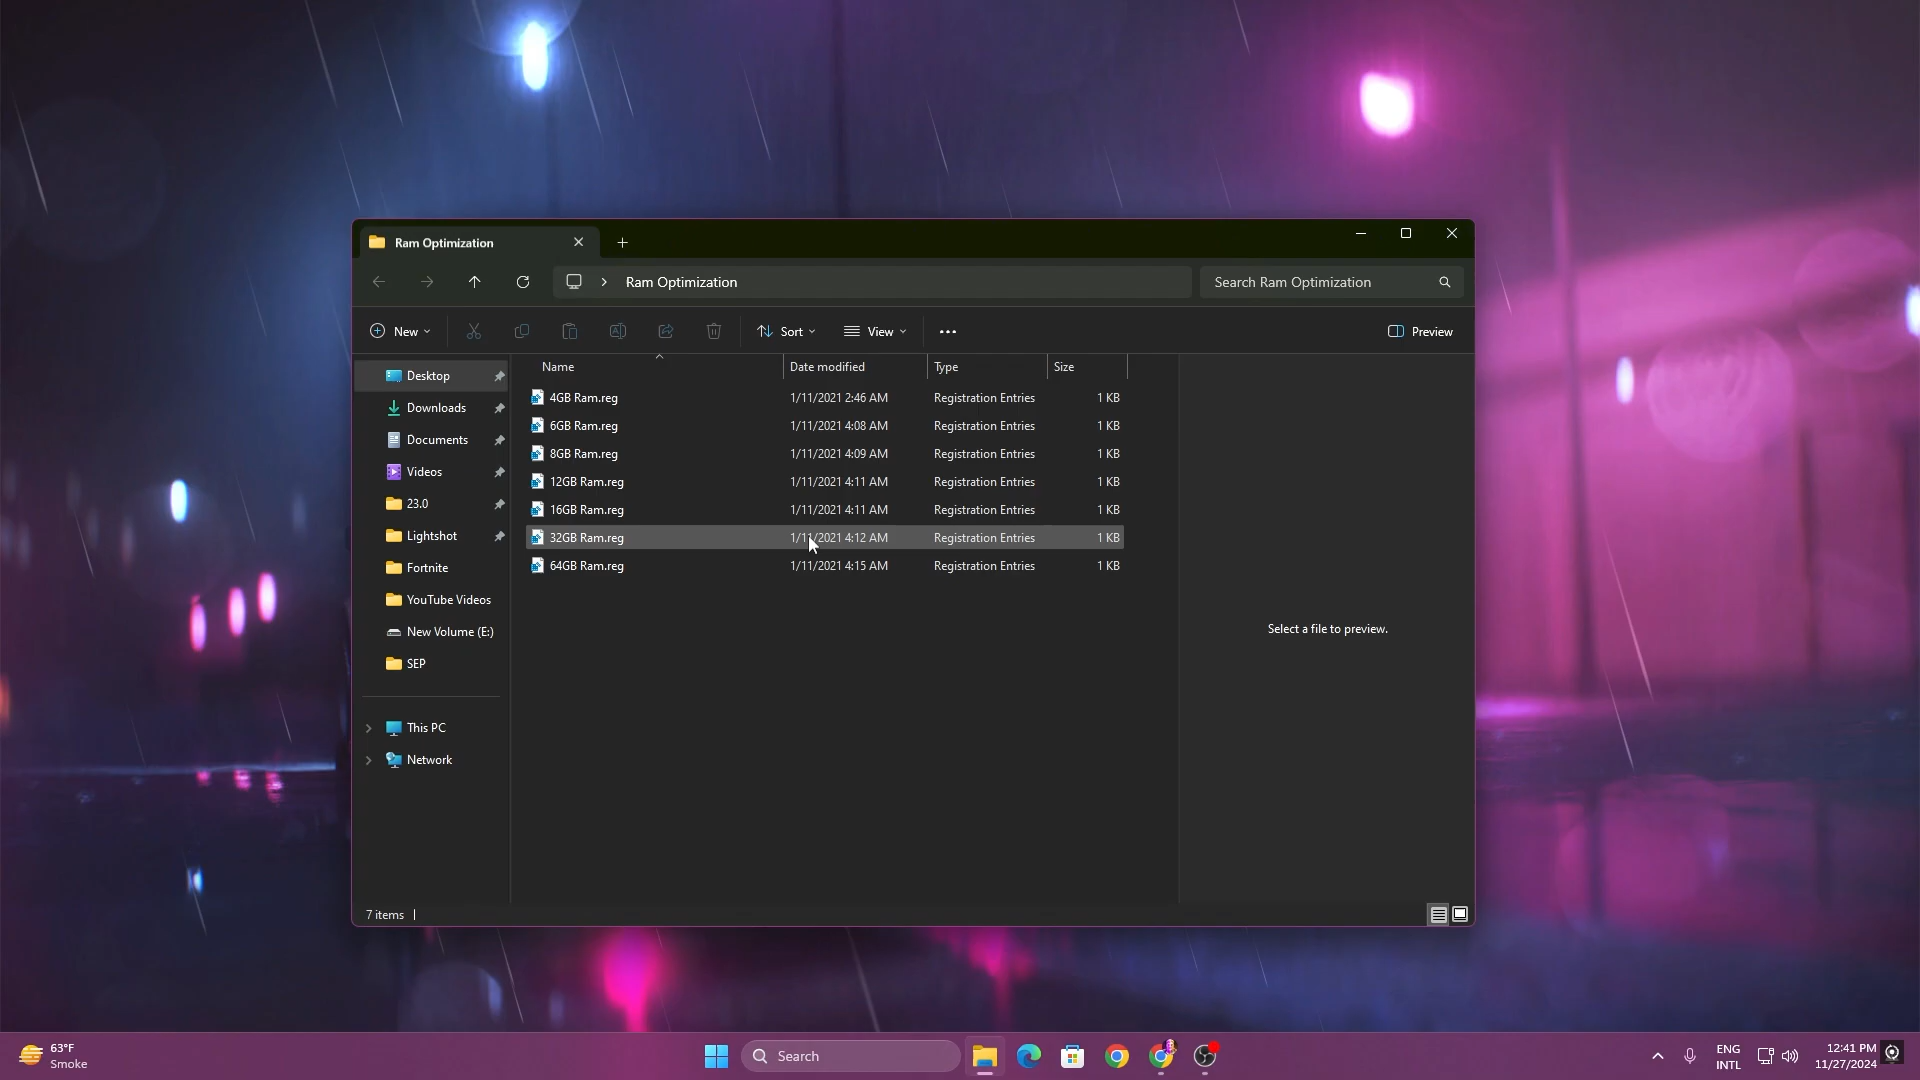 Ram Optimization
Ram Optimization
Search Ram Optimization
New
Sort
View
Preview
Name
Date modified
Type
Size
Desktop
Downloads
Documents
Videos
23.0
Lightshot
Fortnite
YouTube Videos
New Volume (E:)
SEP
This PC
Network
4GB Ram.reg 1/11/2021 2:46 AM Registration Entries 1 KB
6GB Ram.reg 1/11/2021 4:08 AM Registration Entries 1 KB
8GB Ram.reg 1/11/2021 4:09 AM Registration Entries 1 KB
12GB Ram.reg 1/11/2021 4:11 AM Registration Entries 1 KB
16GB Ram.reg 1/11/2021 4:11 AM Registration Entries 1 KB
32GB Ram.reg 1/11/2021 4:12 AM Registration Entries 1 KB
64GB Ram.reg 1/11/2021 4:15 AM Registration Entries 1 KB
Select a file to preview.
7 items
63°F
Smoke
Search
ENG
INTL
12:41 PM
11/27/2024